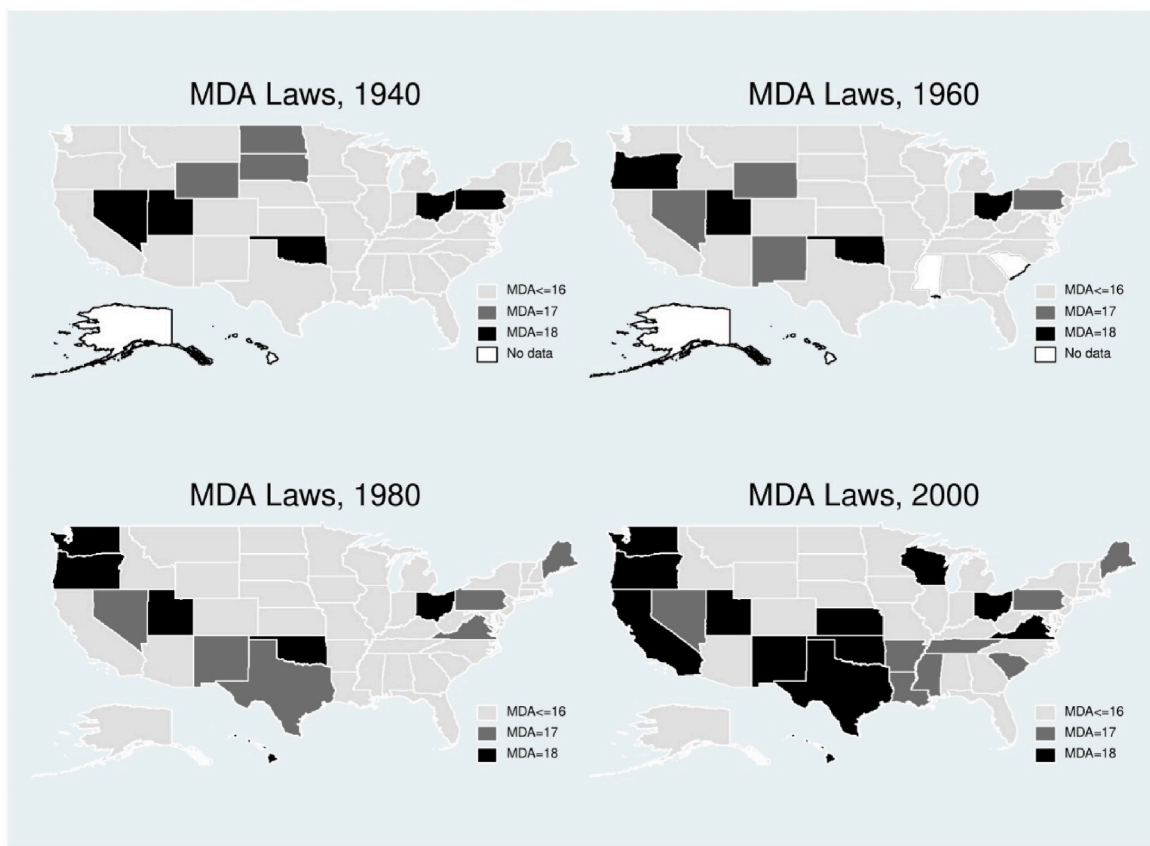 MDA Laws, 1940
MDA<=16
MDA=17
MDA=18
No data
MDA Laws, 1960
MDA<=16
MDA=17
MDA=18
No data
MDA Laws, 1980
MDA<=16
MDA=17
MDA=18
MDA Laws, 2000
MDA<=16
MDA=17
MDA=18